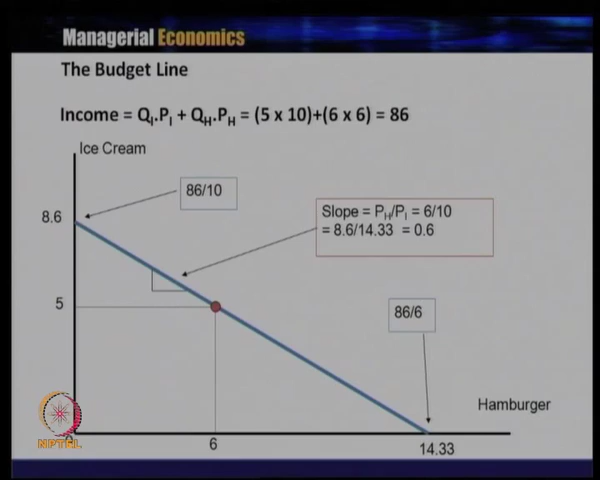 Managerial Economics
The Budget Line
Income = QI.PI + QH.PH = (5 x 10)+(6 x 6) = 86
Ice Cream
86/10
8.6
Slope = PH/PI = 6/10
= 8.6/14.33 = 0.6
5
86/6
Hamburger
NPTEL
6
14.33